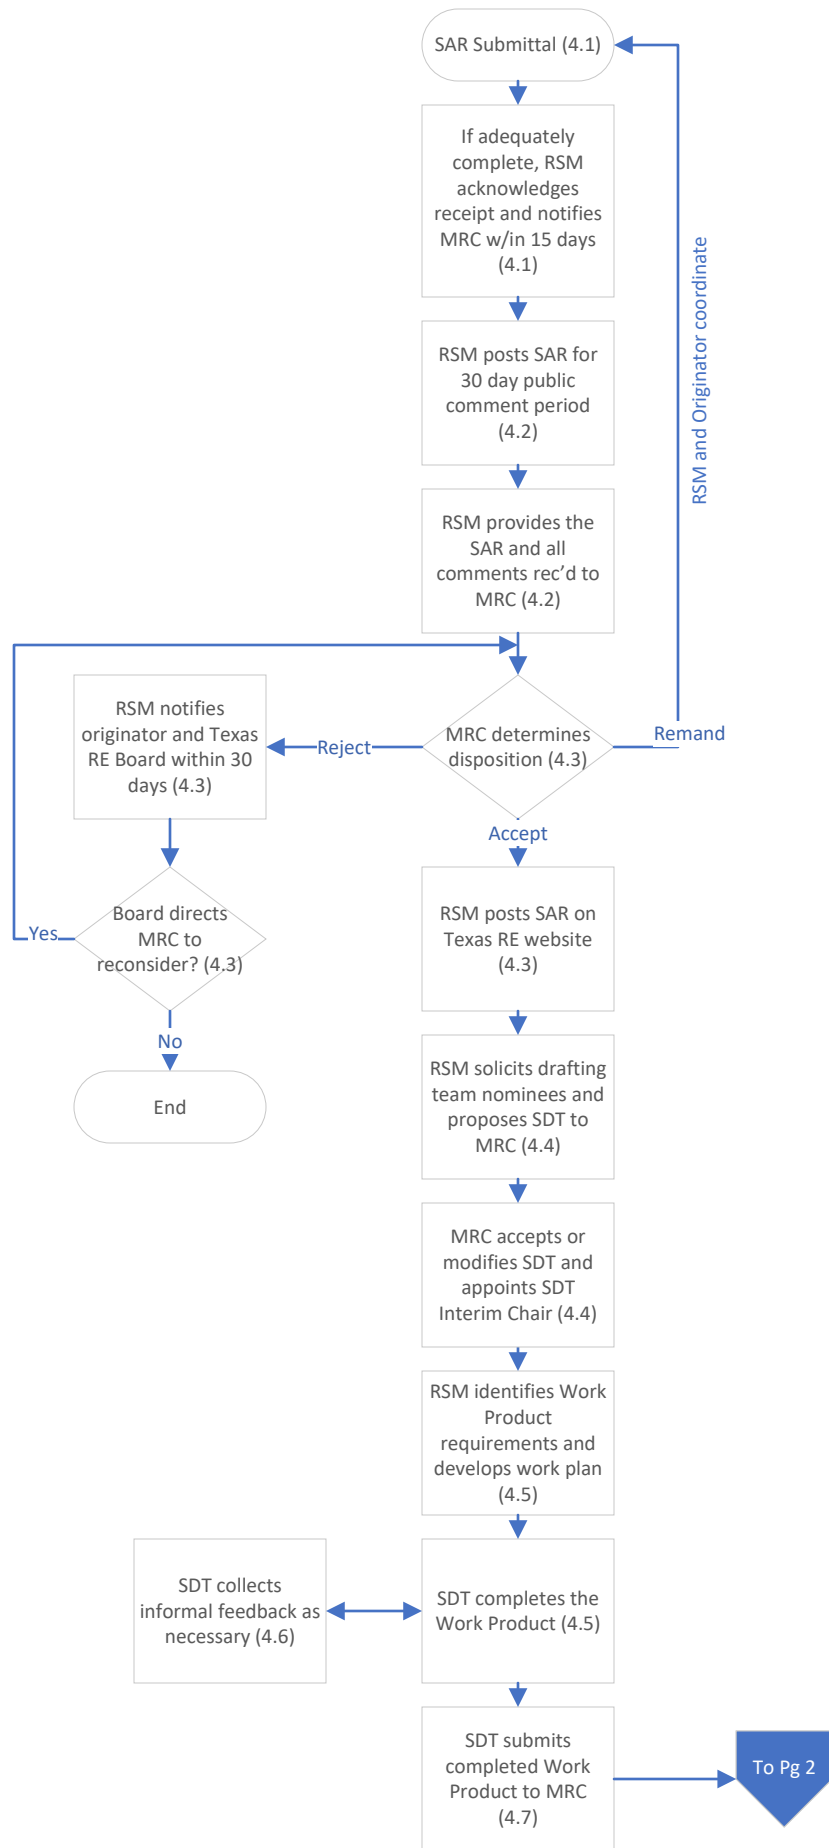 SAR Submittal (4.1)
If adequately
complete, RSM
acknowledges
receipt and notifies
MRC w/in 15 days
(4.1)
RSM posts SAR for
30 day public
comment period
(4.2)
RSM and Originator coordinate
RSM provides the
SAR and all
comments rec’d to
MRC (4.2)
MRC determines
disposition (4.3)
Remand
Reject
RSM notifies
originator and Texas
RE Board within 30
days (4.3)
Board directs
MRC to
reconsider? (4.3)
Yes
No
End
Accept
RSM posts SAR on
Texas RE website
(4.3)
RSM solicits drafting
team nominees and
proposes SDT to
MRC (4.4)
MRC accepts or
modifies SDT and
appoints SDT
Interim Chair (4.4)
RSM identifies Work
Product
requirements and
develops work plan
(4.5)
SDT completes the
Work Product (4.5)
SDT collects
informal feedback as
necessary (4.6)
SDT submits
completed Work
Product to MRC
(4.7)
To Pg 2